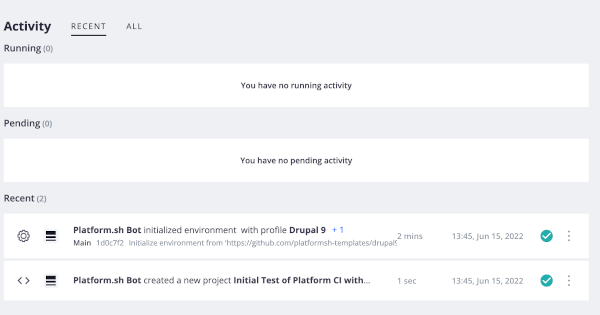 Activity RECENT ALL
Running (0)
You have no running activity
Pending (0)
You have no pending activity
Recent (2)
Platform.sh Bot initialized environment with profile Drupal 9 + 1
Main 1d0c7f2 Initialize environment from 'https://github.com/platformsh-templates/drupal9
2 mins 13:45, Jun 15, 2022
Platform.sh Bot created a new project Initial Test of Platform CI with... 1 sec 13:45, Jun 15, 2022